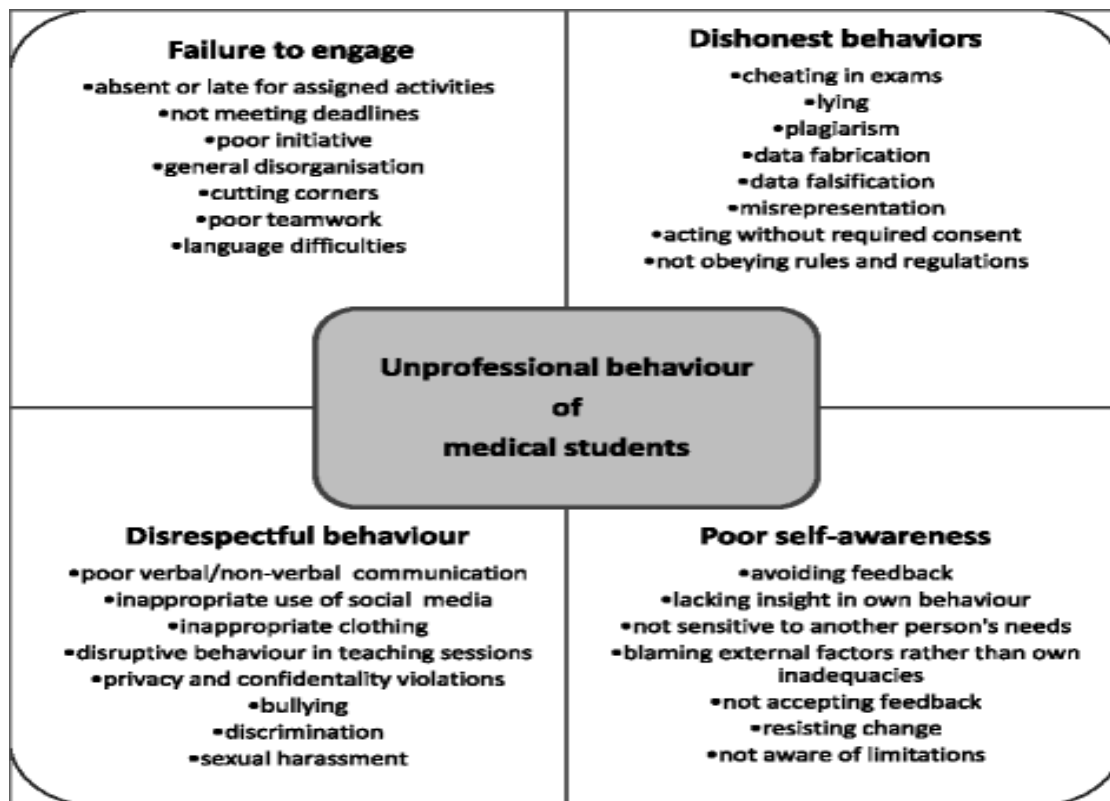 Failure to engage
•absent or late for assigned activities
•not meeting deadlines
•poor initiative
•general disorganisation
•cutting corners
•poor teamwork
•language difficulties
Dishonest behaviors
•cheating in exams
•lying
•plagiarism
•data fabrication
•data falsification
•misrepresentation
•acting without required consent
•not obeying rules and regulations
Unprofessional behaviour
of
medical students
Disrespectful behaviour
•poor verbal/non-verbal communication
•inappropriate use of social media
•inappropriate clothing
•disruptive behaviour in teaching sessions
•privacy and confidentality violations
•bullying
•discrimination
•sexual harassment
Poor self-awareness
•avoiding feedback
•lacking insight in own behaviour
•not sensitive to another person's needs
•blaming external factors rather than own
inadequacies
•not accepting feedback
•resisting change
•not aware of limitations